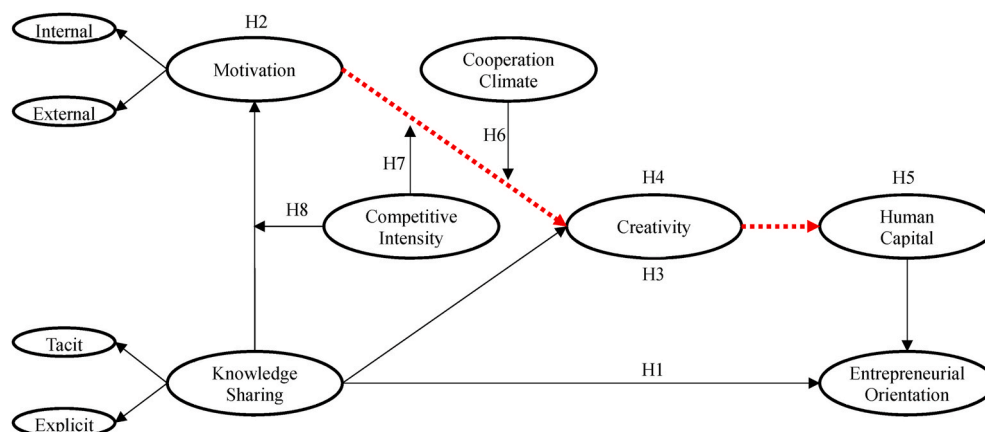 H2
Internal
Motivation
Cooperation
Climate
External
H6
H7
H8
Competitive
Intensity
H4
Creativity
H3
H5
Human
Capital
Tacit
Knowledge
Sharing
H1
Entrepreneurial
Orientation
Explicit